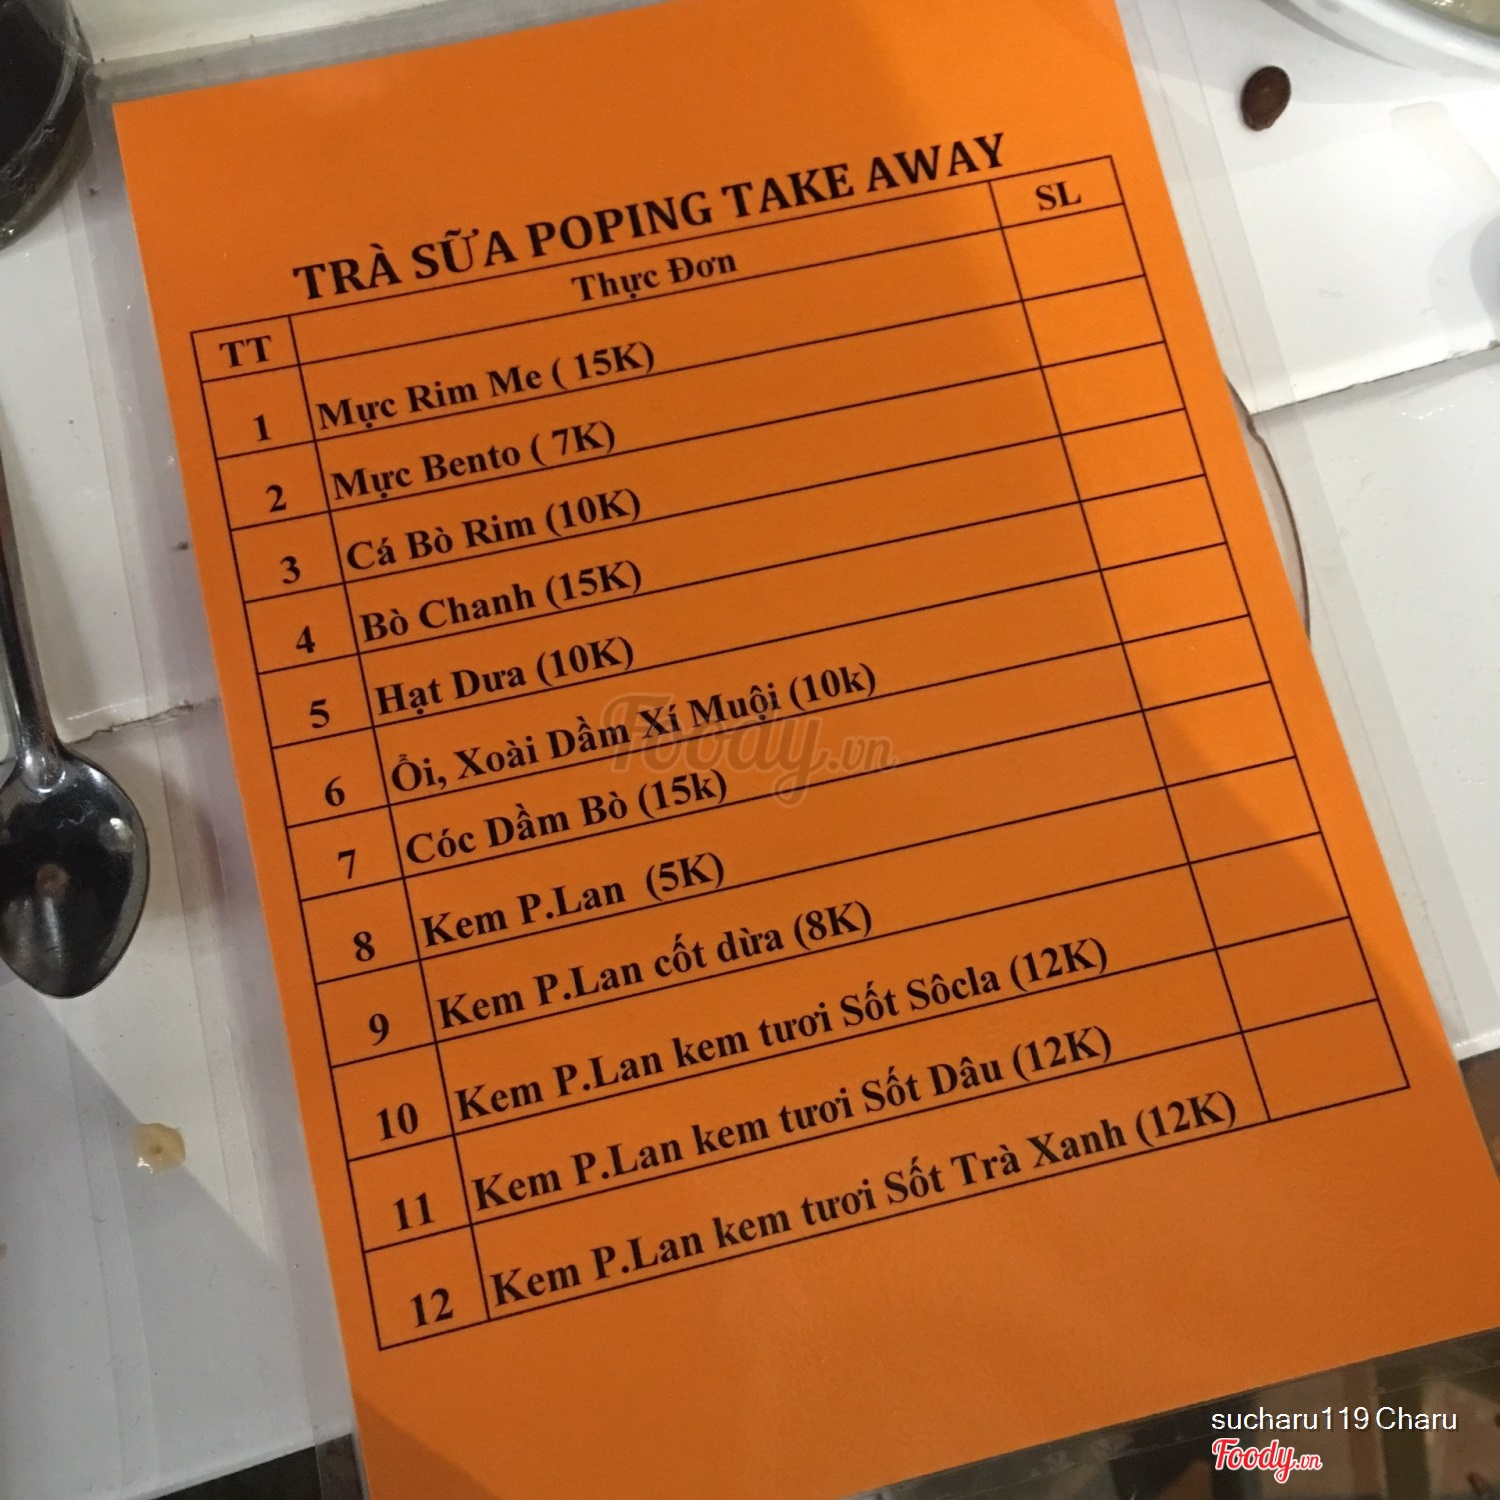 TRÀ SỮA POPING TAKE AWAY
TT Thực Đơn SL
1 Mực Rim Me ( 15K)
2 Mực Bento ( 7K)
3 Cá Bò Rim (10K)
4 Bò Chanh (15K)
5 Hạt Dưa (10K)
6 Ổi, Xoài Dầm Xí Muội (10k)
7 Cóc Dầm Bò (15k)
8 Kem P.Lan (5K)
9 Kem P.Lan cốt dừa (8K)
10 Kem P.Lan kem tươi Sốt Sôcla (12K)
11 Kem P.Lan kem tươi Sốt Dâu (12K)
12 Kem P.Lan kem tươi Sốt Trà Xanh (12K)
Foody.vn
sucharu119 Charu
Foody.vn